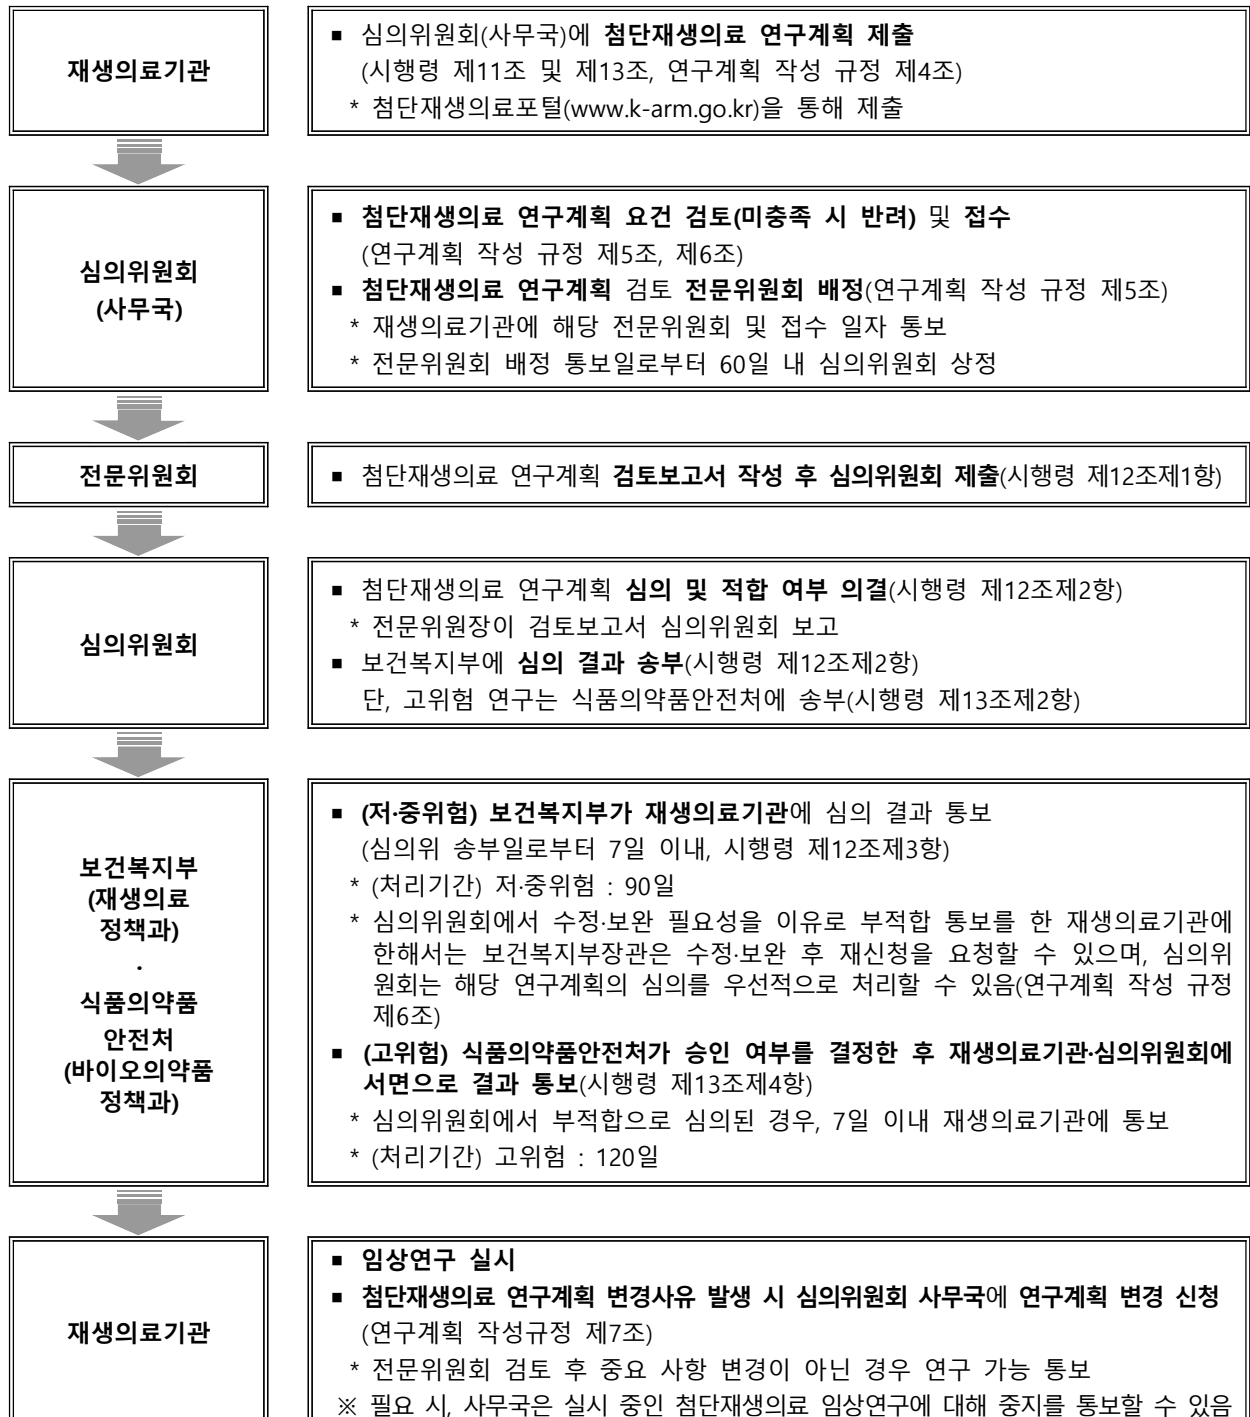 재생의료기관
▪ 심의위원회(사무국)에 첨단재생의료 연구계획 제출
(시행령 제11조 및 제13조, 연구계획 작성 규정 제4조)
* 첨단재생의료포털(www.k-arm.go.kr)을 통해 제출
심의위원회
(사무국)
▪ 첨단재생의료 연구계획 요건 검토(미충족 시 반려) 및 접수
(연구계획 작성 규정 제5조, 제6조)
▪ 첨단재생의료 연구계획 검토 전문위원회 배정(연구계획 작성 규정 제5조)
* 재생의료기관에 해당 전문위원회 및 접수 일자 통보
* 전문위원회 배정 통보일로부터 60일 내 심의위원회 상정
전문위원회
▪ 첨단재생의료 연구계획 검토보고서 작성 후 심의위원회 제출(시행령 제12조제1항)
심의위원회
▪ 첨단재생의료 연구계획 심의 및 적합 여부 의결(시행령 제12조제2항)
* 전문위원장이 검토보고서 심의위원회 보고
▪ 보건복지부에 심의 결과 송부(시행령 제12조제2항)
단, 고위험 연구는 식품의약품안전처에 송부(시행령 제13조제2항)
보건복지부
(재생의료
정책과)
·
식품의약품
안전처
(바이오의약품
정책과)
▪ (저·중위험) 보건복지부가 재생의료기관에 심의 결과 통보
(심의위 송부일로부터 7일 이내, 시행령 제12조제3항)
* (처리기간) 저·중위험 : 90일
* 심의위원회에서 수정·보완 필요성을 이유로 부적합 통보를 한 재생의료기관에
한해서는 보건복지부장관은 수정·보완 후 재신청을 요청할 수 있으며, 심의위
원회는 해당 연구계획의 심의를 우선적으로 처리할 수 있음(연구계획 작성 규정
제6조)
▪ (고위험) 식품의약품안전처가 승인 여부를 결정한 후 재생의료기관·심의위원회에
서면으로 결과 통보(시행령 제13조제4항)
* 심의위원회에서 부적합으로 심의된 경우, 7일 이내 재생의료기관에 통보
* (처리기간) 고위험 : 120일
재생의료기관
▪ 임상연구 실시
▪ 첨단재생의료 연구계획 변경사유 발생 시 심의위원회 사무국에 연구계획 변경 신청
(연구계획 작성규정 제7조)
* 전문위원회 검토 후 중요 사항 변경이 아닌 경우 연구 가능 통보
※ 필요 시, 사무국은 실시 중인 첨단재생의료 임상연구에 대해 중지를 통보할 수 있음